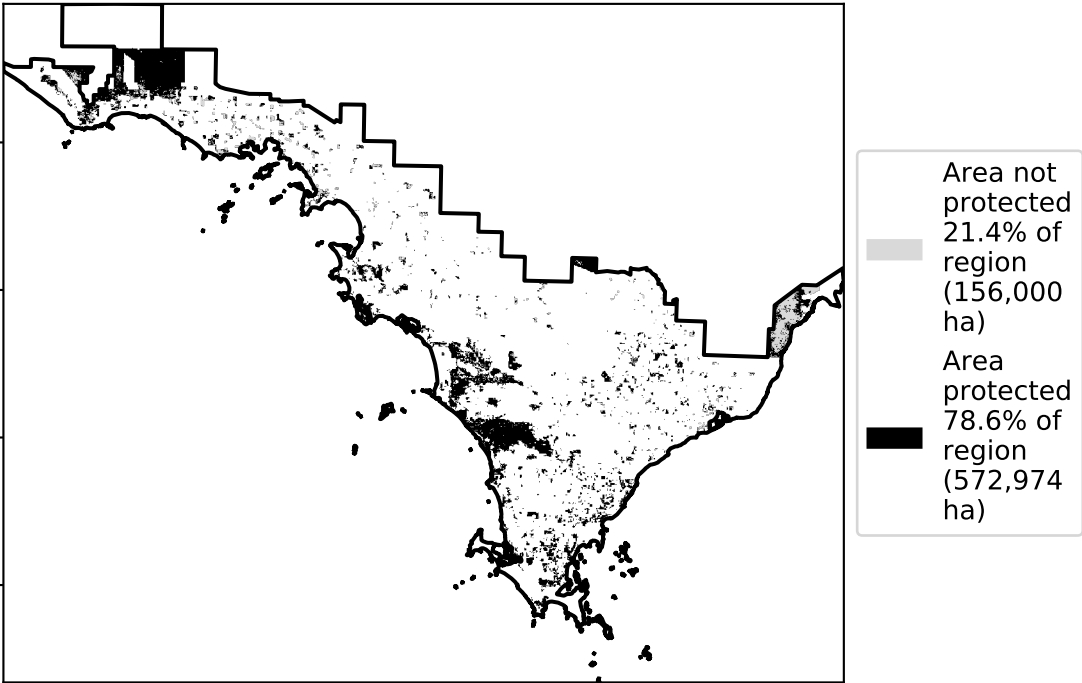 Area not
protected
21.4% of
region
(156,000
ha)
Area
protected
78.6% of
region
(572,974
ha)